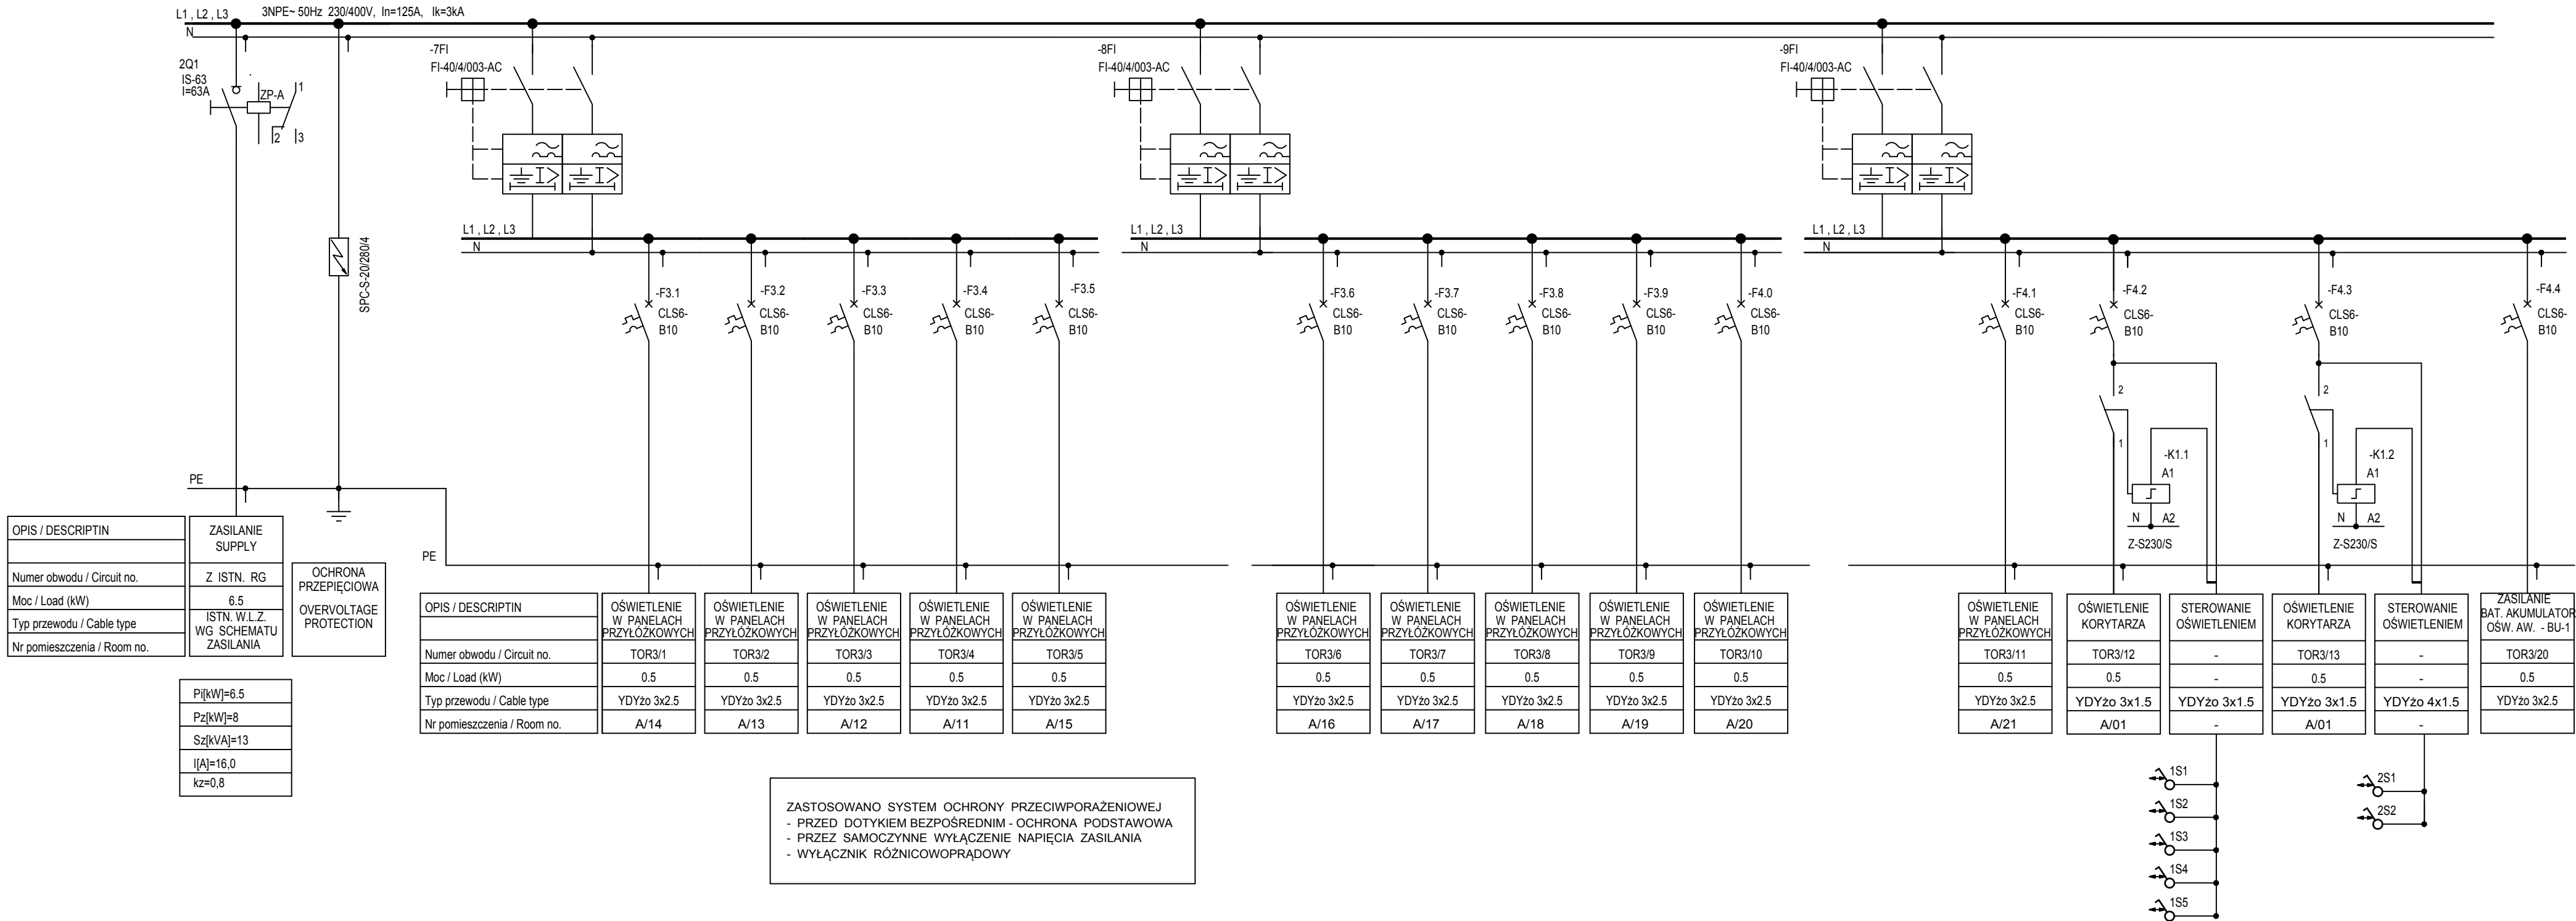 L1 , L2 , L3
3NPE~ 50Hz 230/400V, In=125A, Ik=3kA
N
2Q1
IS-63
I=63A
ZP-A
1
2
3
SPC-S-20/280/4
PE
-7FI
FI-40/4/003-AC
L1 , L2 , L3
N
-F3.1
CLS6-
B10
-F3.2
CLS6-
B10
-F3.3
CLS6-
B10
-F3.4
CLS6-
B10
-F3.5
CLS6-
B10
-8FI
FI-40/4/003-AC
L1 , L2 , L3
N
-F3.6
CLS6-
B10
-F3.7
CLS6-
B10
-F3.8
CLS6-
B10
-F3.9
CLS6-
B10
-F4.0
CLS6-
B10
-9FI
FI-40/4/003-AC
L1 , L2 , L3
N
-F4.1
CLS6-
B10
-F4.2
CLS6-
B10
2
1
-K1.1
A1
N
A2
Z-S230/S
-F4.3
CLS6-
B10
2
1
-K1.2
A1
N
A2
Z-S230/S
-F4.4
CLS6-
B10
PE
OPIS / DESCRIPTIN
Numer obwodu / Circuit no.
Moc / Load (kW)
Typ przewodu / Cable type
Nr pomieszczenia / Room no.
ZASILANIE
SUPPLY
Z ISTN. RG
6.5
ISTN. W.L.Z.
WG SCHEMATU
ZASILANIA
OCHRONA
PRZEPIĘCIOWA
OVERVOLTAGE
PROTECTION
Pi[kW]=6.5
Pz[kW]=8
Sz[kVA]=13
I[A]=16,0
kz=0,8
OPIS / DESCRIPTIN
Numer obwodu / Circuit no.
Moc / Load (kW)
Typ przewodu / Cable type
Nr pomieszczenia / Room no.
OŚWIETLENIE
W PANELACH
PRZYŁÓŻKOWYCH
TOR3/1
0.5
YDYżo 3x2.5
A/14
OŚWIETLENIE
W PANELACH
PRZYŁÓŻKOWYCH
TOR3/2
0.5
YDYżo 3x2.5
A/13
OŚWIETLENIE
W PANELACH
PRZYŁÓŻKOWYCH
TOR3/3
0.5
YDYżo 3x2.5
A/12
OŚWIETLENIE
W PANELACH
PRZYŁÓŻKOWYCH
TOR3/4
0.5
YDYżo 3x2.5
A/11
OŚWIETLENIE
W PANELACH
PRZYŁÓŻKOWYCH
TOR3/5
0.5
YDYżo 3x2.5
A/15
OŚWIETLENIE
W PANELACH
PRZYŁÓŻKOWYCH
TOR3/6
0.5
YDYżo 3x2.5
A/16
OŚWIETLENIE
W PANELACH
PRZYŁÓŻKOWYCH
TOR3/7
0.5
YDYżo 3x2.5
A/17
OŚWIETLENIE
W PANELACH
PRZYŁÓŻKOWYCH
TOR3/8
0.5
YDYżo 3x2.5
A/18
OŚWIETLENIE
W PANELACH
PRZYŁÓŻKOWYCH
TOR3/9
0.5
YDYżo 3x2.5
A/19
OŚWIETLENIE
W PANELACH
PRZYŁÓŻKOWYCH
TOR3/10
0.5
YDYżo 3x2.5
A/20
OŚWIETLENIE
W PANELACH
PRZYŁÓŻKOWYCH
TOR3/11
0.5
YDYżo 3x2.5
A/21
OŚWIETLENIE
KORYTARZA
TOR3/12
0.5
YDYżo 3x1.5
A/01
STEROWANIE
OŚWIETLENIEM
-
-
YDYżo 3x1.5
-
OŚWIETLENIE
KORYTARZA
TOR3/13
0.5
YDYżo 3x1.5
A/01
STEROWANIE
OŚWIETLENIEM
-
-
YDYżo 4x1.5
-
ZASILANIE
BAT. AKUMULATOR
OŚW. AW. - BU-1
TOR3/20
0.5
YDYżo 3x2.5
1S1
1S2
1S3
1S4
1S5
2S1
2S2
ZASTOSOWANO SYSTEM OCHRONY PRZECIWPORAŻENIOWEJ
- PRZED DOTYKIEM BEZPOŚREDNIM - OCHRONA PODSTAWOWA
- PRZEZ SAMOCZYNNE WYŁĄCZENIE NAPIĘCIA ZASILANIA
- WYŁĄCZNIK RÓŻNICOWOPRĄDOWY